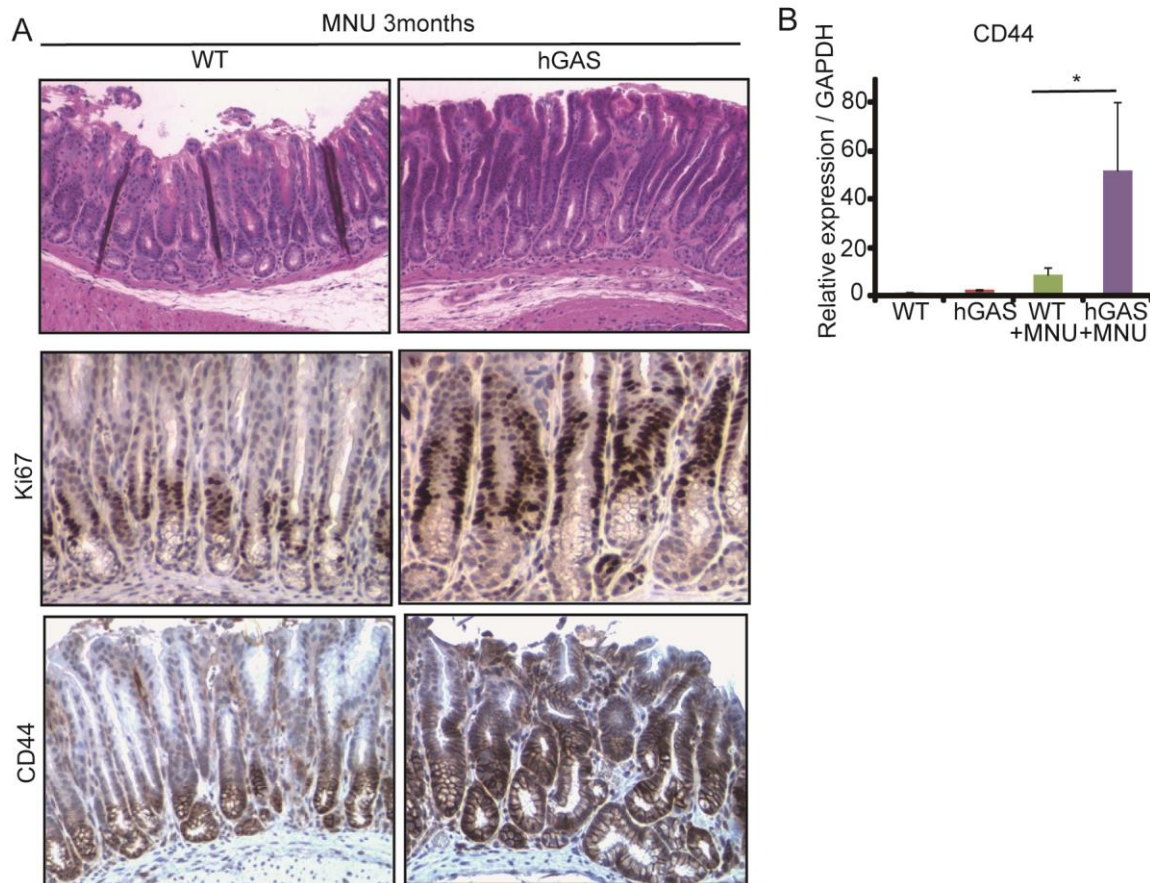 A
MNU 3months
WT
hGAS
Ki67
CD44
B
CD44
Relative expression / GAPDH
80
60
40
20
0
WT
hGAS
WT
+MNU
hGAS
+MNU
*